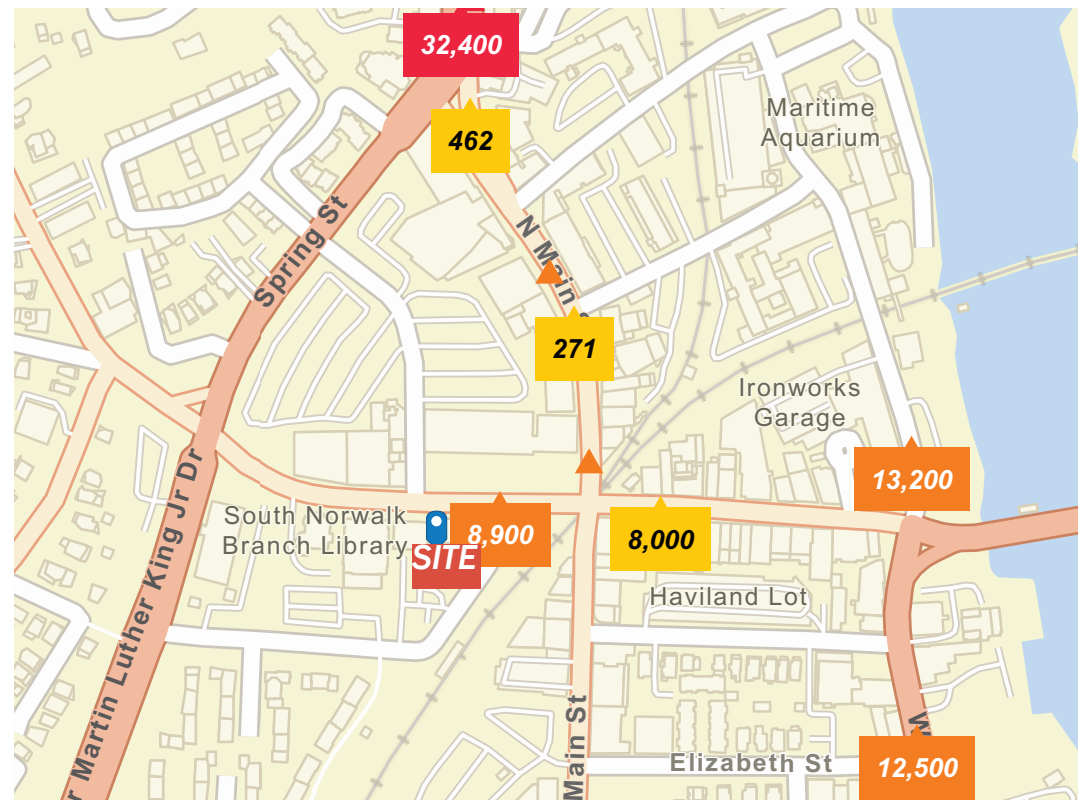 32,400
Maritime
Aquarium
462
Spring St
N Main
271
Ironworks
Garage
13,200
South Norwalk
Branch Library
8,900
SITE
8,000
Haviland Lot
r Martin Luther King Jr Dr
Main St
Elizabeth St
12,500